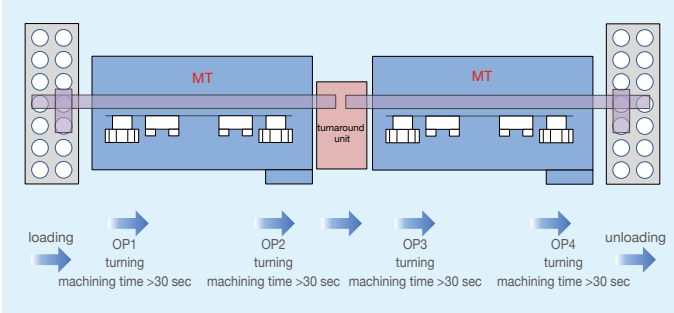 MT
MT
turnaround
unit
loading
OP1
turning
machining time >30 sec
OP2
turning
machining time >30 sec
OP3
turning
machining time >30 sec
OP4
turning
machining time >30 sec
unloading